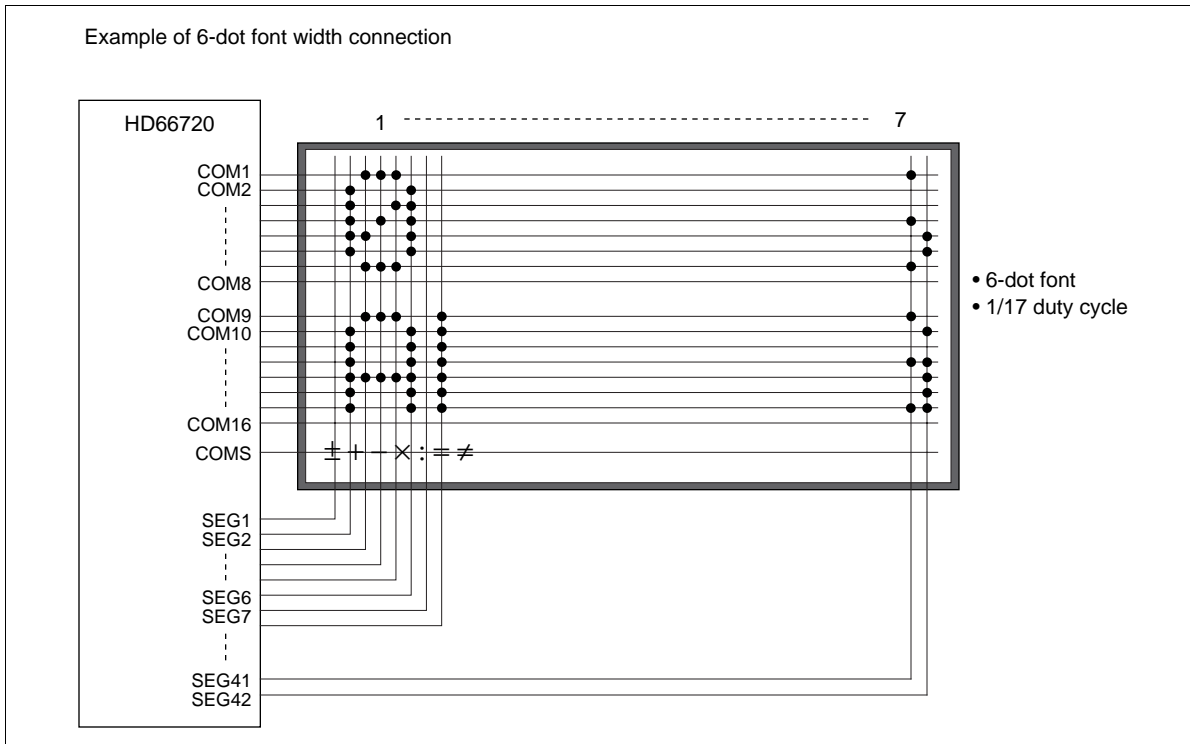 Example of 6-dot font width connection
HD66720
1 7
COM1
COM2
COM8
COM9
COM10
COM16
COMS
± + − × : = ≠
SEG1
SEG2
SEG6
SEG7
SEG41
SEG42
• 6-dot font
• 1/17 duty cycle